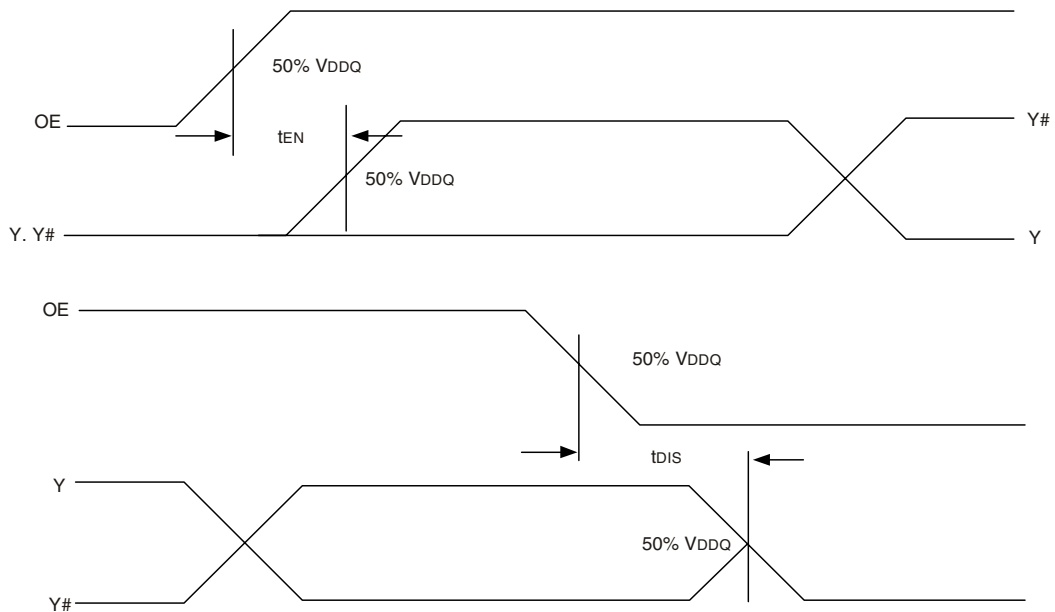 50% VDDQ
OE
tEN
Y#
50% VDDQ
Y. Y#
Y
OE
50% VDDQ
tDIS
Y
50% VDDQ
Y#